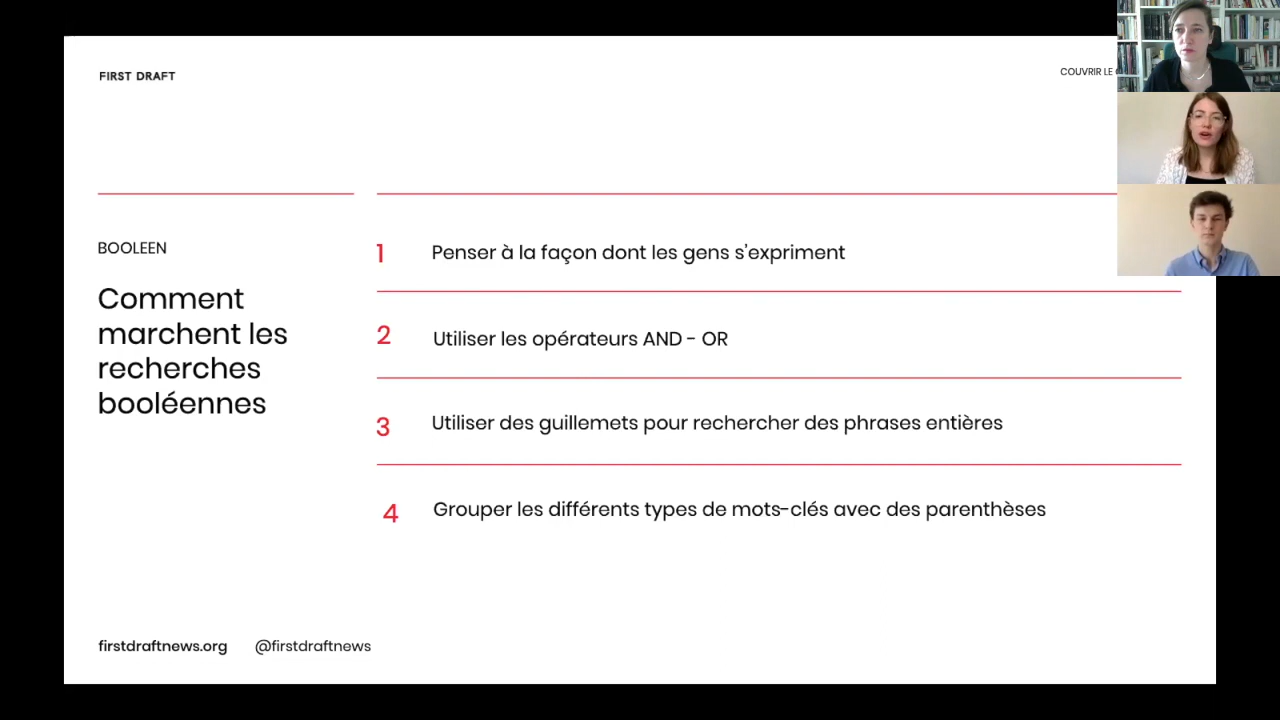 FIRST DRAFT
COUVRIR LE
BOOLEEN
Comment
marchent les
recherches
booléennes
1 Penser à la façon dont les gens s'expriment
2 Utiliser les opérateurs AND - OR
3 Utiliser des guillemets pour rechercher des phrases entières
4 Grouper les différents types de mots-clés avec des parenthèses
firstdraftnews.org @firstdraftnews